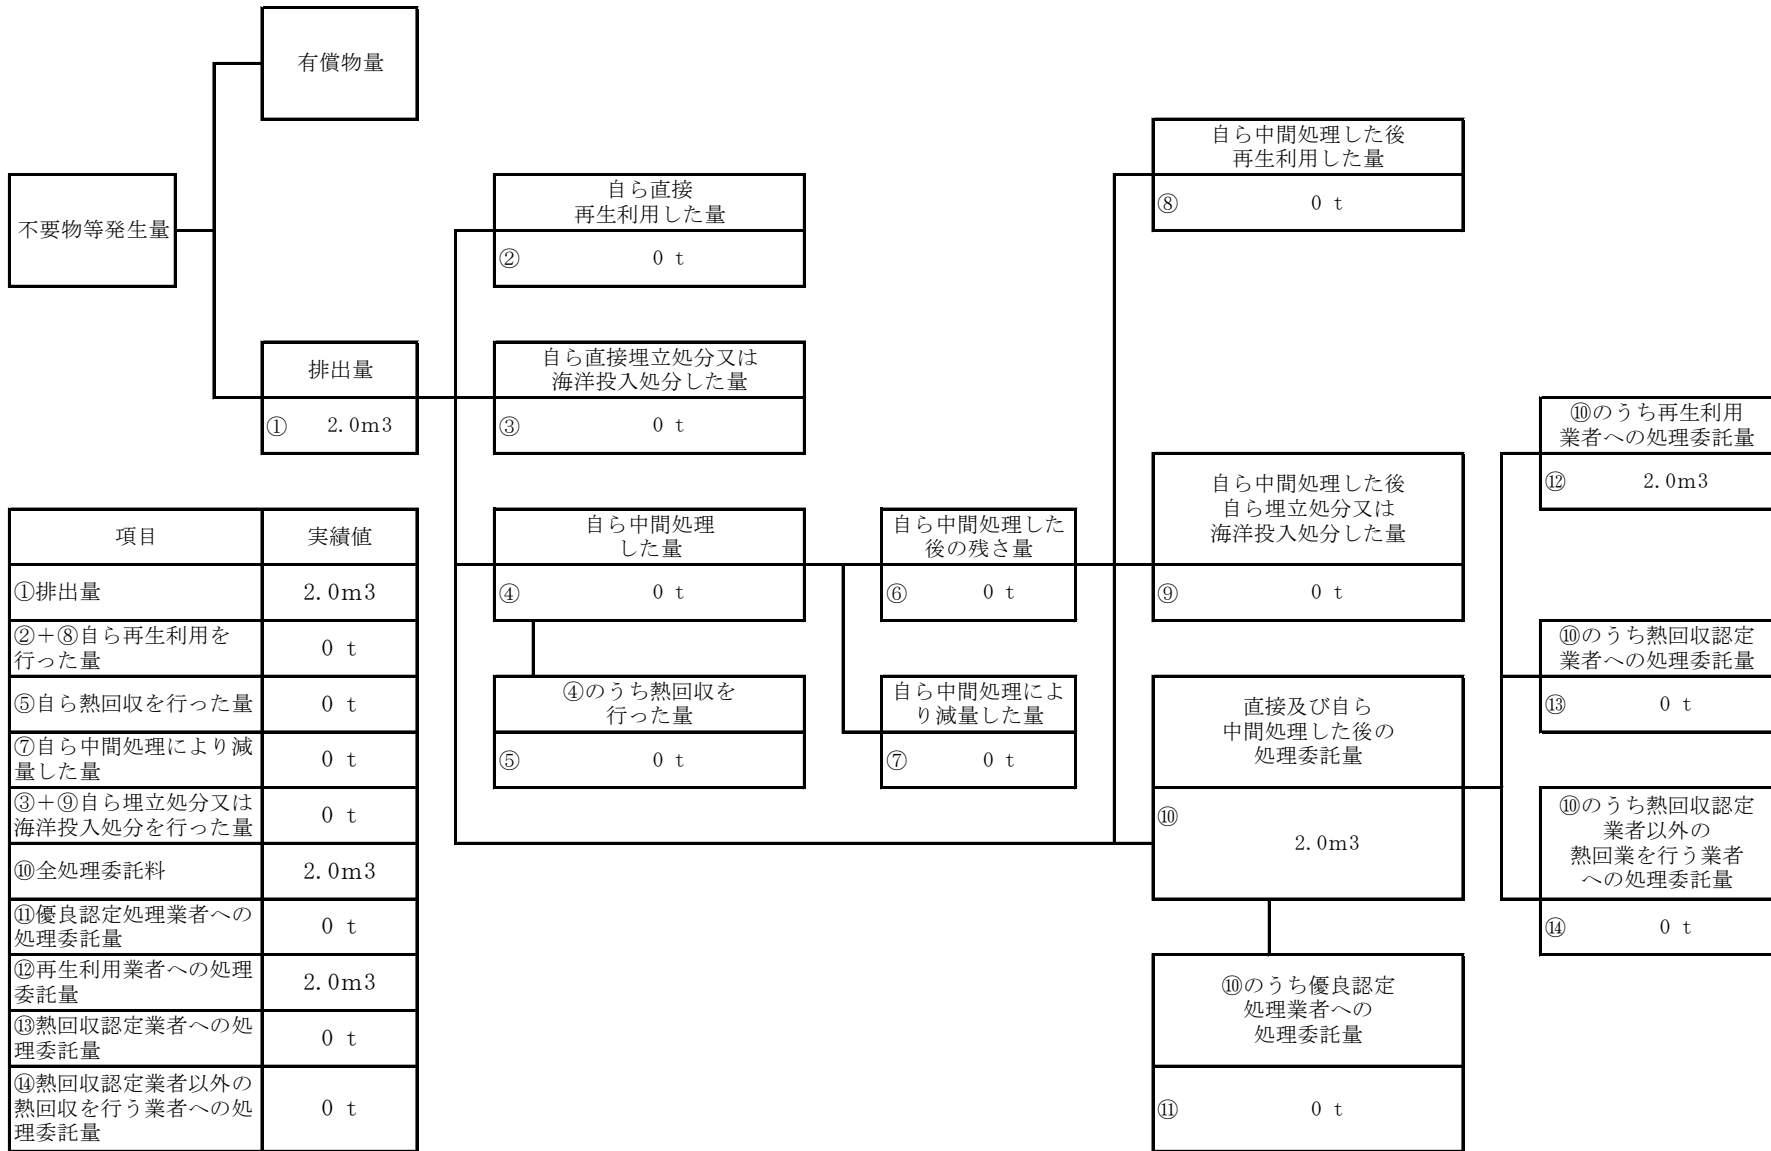 有償物量
不要物等発生量
排出量
① 2.0m3
自ら直接
再生利用した量
② 0 t
自ら直接埋立処分又は
海洋投入処分した量
③ 0 t
自ら中間処理
した量
④ 0 t
④のうち熱回収を
行った量
⑤ 0 t
自ら中間処理した
後の残さ量
⑥ 0 t
自ら中間処理によ
り減量した量
⑦ 0 t
自ら中間処理した後
再生利用した量
⑧ 0 t
自ら中間処理した後
自ら埋立処分又は
海洋投入処分した量
⑨ 0 t
直接及び自ら
中間処理した後の
処理委託量
⑩
2.0m3
⑩のうち優良認定
処理業者への
処理委託量
⑪ 0 t
⑩のうち再生利用
業者への処理委託量
⑫ 2.0m3
⑩のうち熱回収認定
業者への処理委託量
⑬ 0 t
⑩のうち熱回収認定
業者以外の
熱回業を行う業者
への処理委託量
⑭ 0 t
項目 実績値
①排出量 2.0m3
②＋⑧自ら再生利用を
行った量 0 t
⑤自ら熱回収を行った量 0 t
⑦自ら中間処理により減
量した量 0 t
③＋⑨自ら埋立処分又は
海洋投入処分を行った量 0 t
⑩全処理委託料 2.0m3
⑪優良認定処理業者への
処理委託量 0 t
⑫再生利用業者への処理
委託量 2.0m3
⑬熱回収認定業者への処
理委託量 0 t
⑭熱回収認定業者以外の
熱回収を行う業者への処
理委託量 0 t